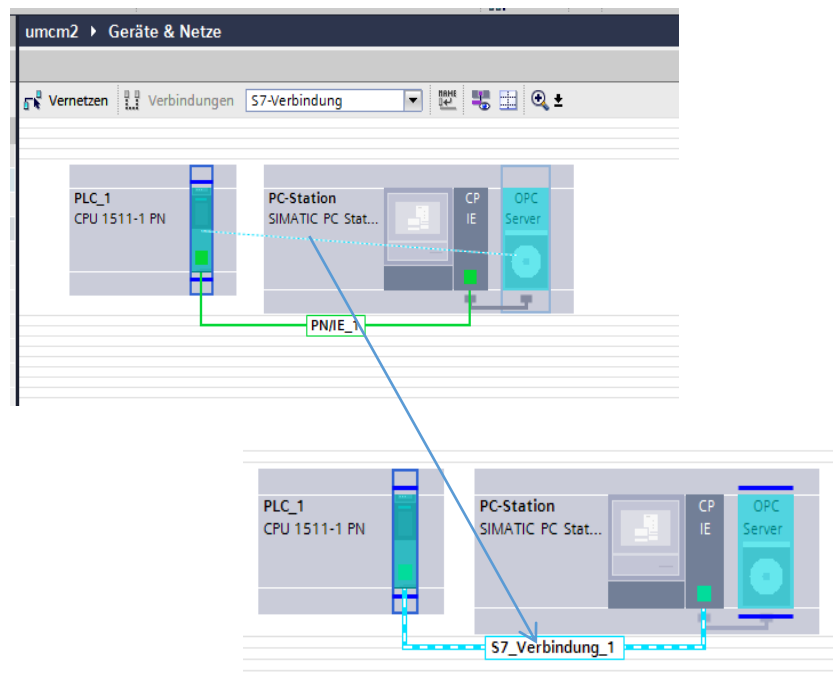 umcm2 ▸ Geräte & Netze
Vernetzen Verbindungen S7-Verbindung
PLC_1
CPU 1511-1 PN
PC-Station
SIMATIC PC Stat...
CP
IE
OPC
Server
PN/IE_1
PLC_1
CPU 1511-1 PN
PC-Station
SIMATIC PC Stat...
CP
IE
OPC
Server
S7_Verbindung_1